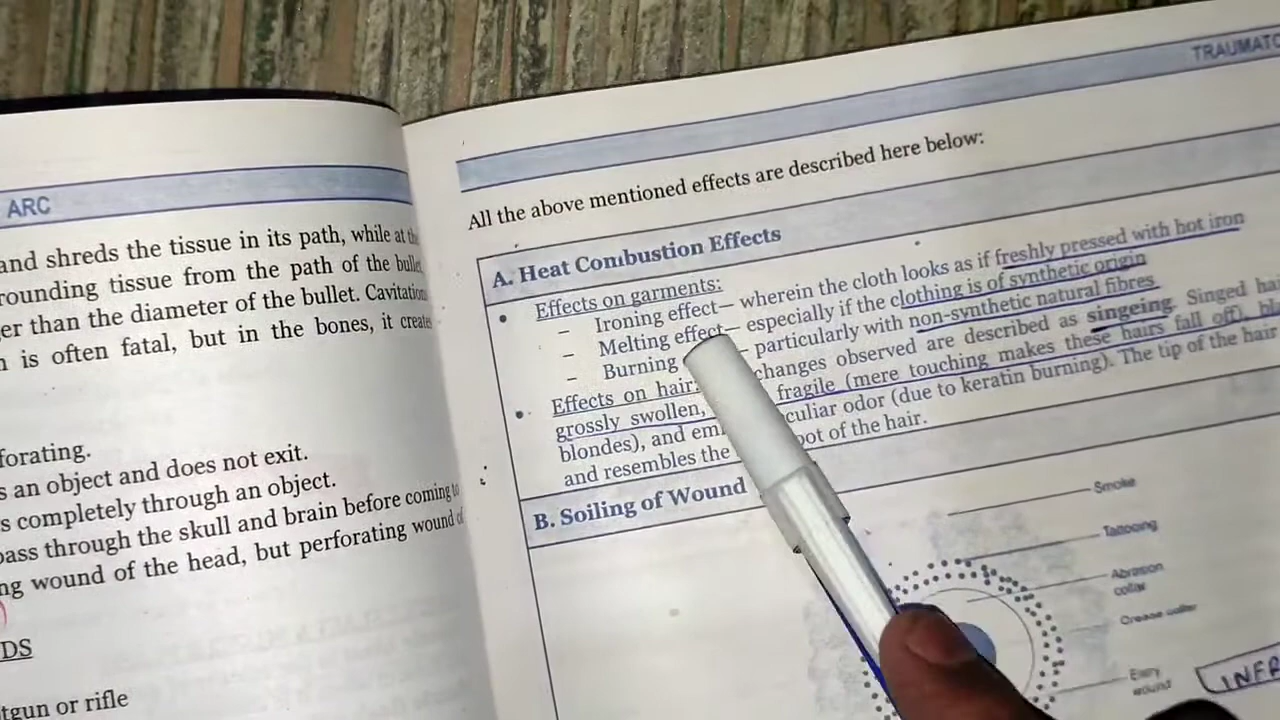 ARC
and shreds the tissue in its path, while at the
rounding tissue from the path of the bullet
er than the diameter of the bullet. Cavitation
is often fatal, but in the bones, it creates
forating.
s an object and does not exit.
s completely through an object.
pass through the skull and brain before coming to
ng wound of the head, but perforating wound of
DS
tgun or rifle
TRAUMATO
All the above mentioned effects are described here below:
A. Heat Combustion Effects
• Effects on garments:
– Ironing effect– wherein the cloth looks as if freshly pressed with hot iron
– Melting effect– especially if the clothing is of synthetic origin
– Burning – particularly with non-synthetic natural fibres
• Effects on hair: changes observed are described as singeing. Singed
grossly swollen, fragile (mere touching makes these hairs fall off),
blondes), and em culiar odor (due to keratin burning). The tip of the hair
and resembles the oot of the hair.
B. Soiling of Wound
Smoke
Tattooing
Abrasion
collar
Grease collar
Entry
wound